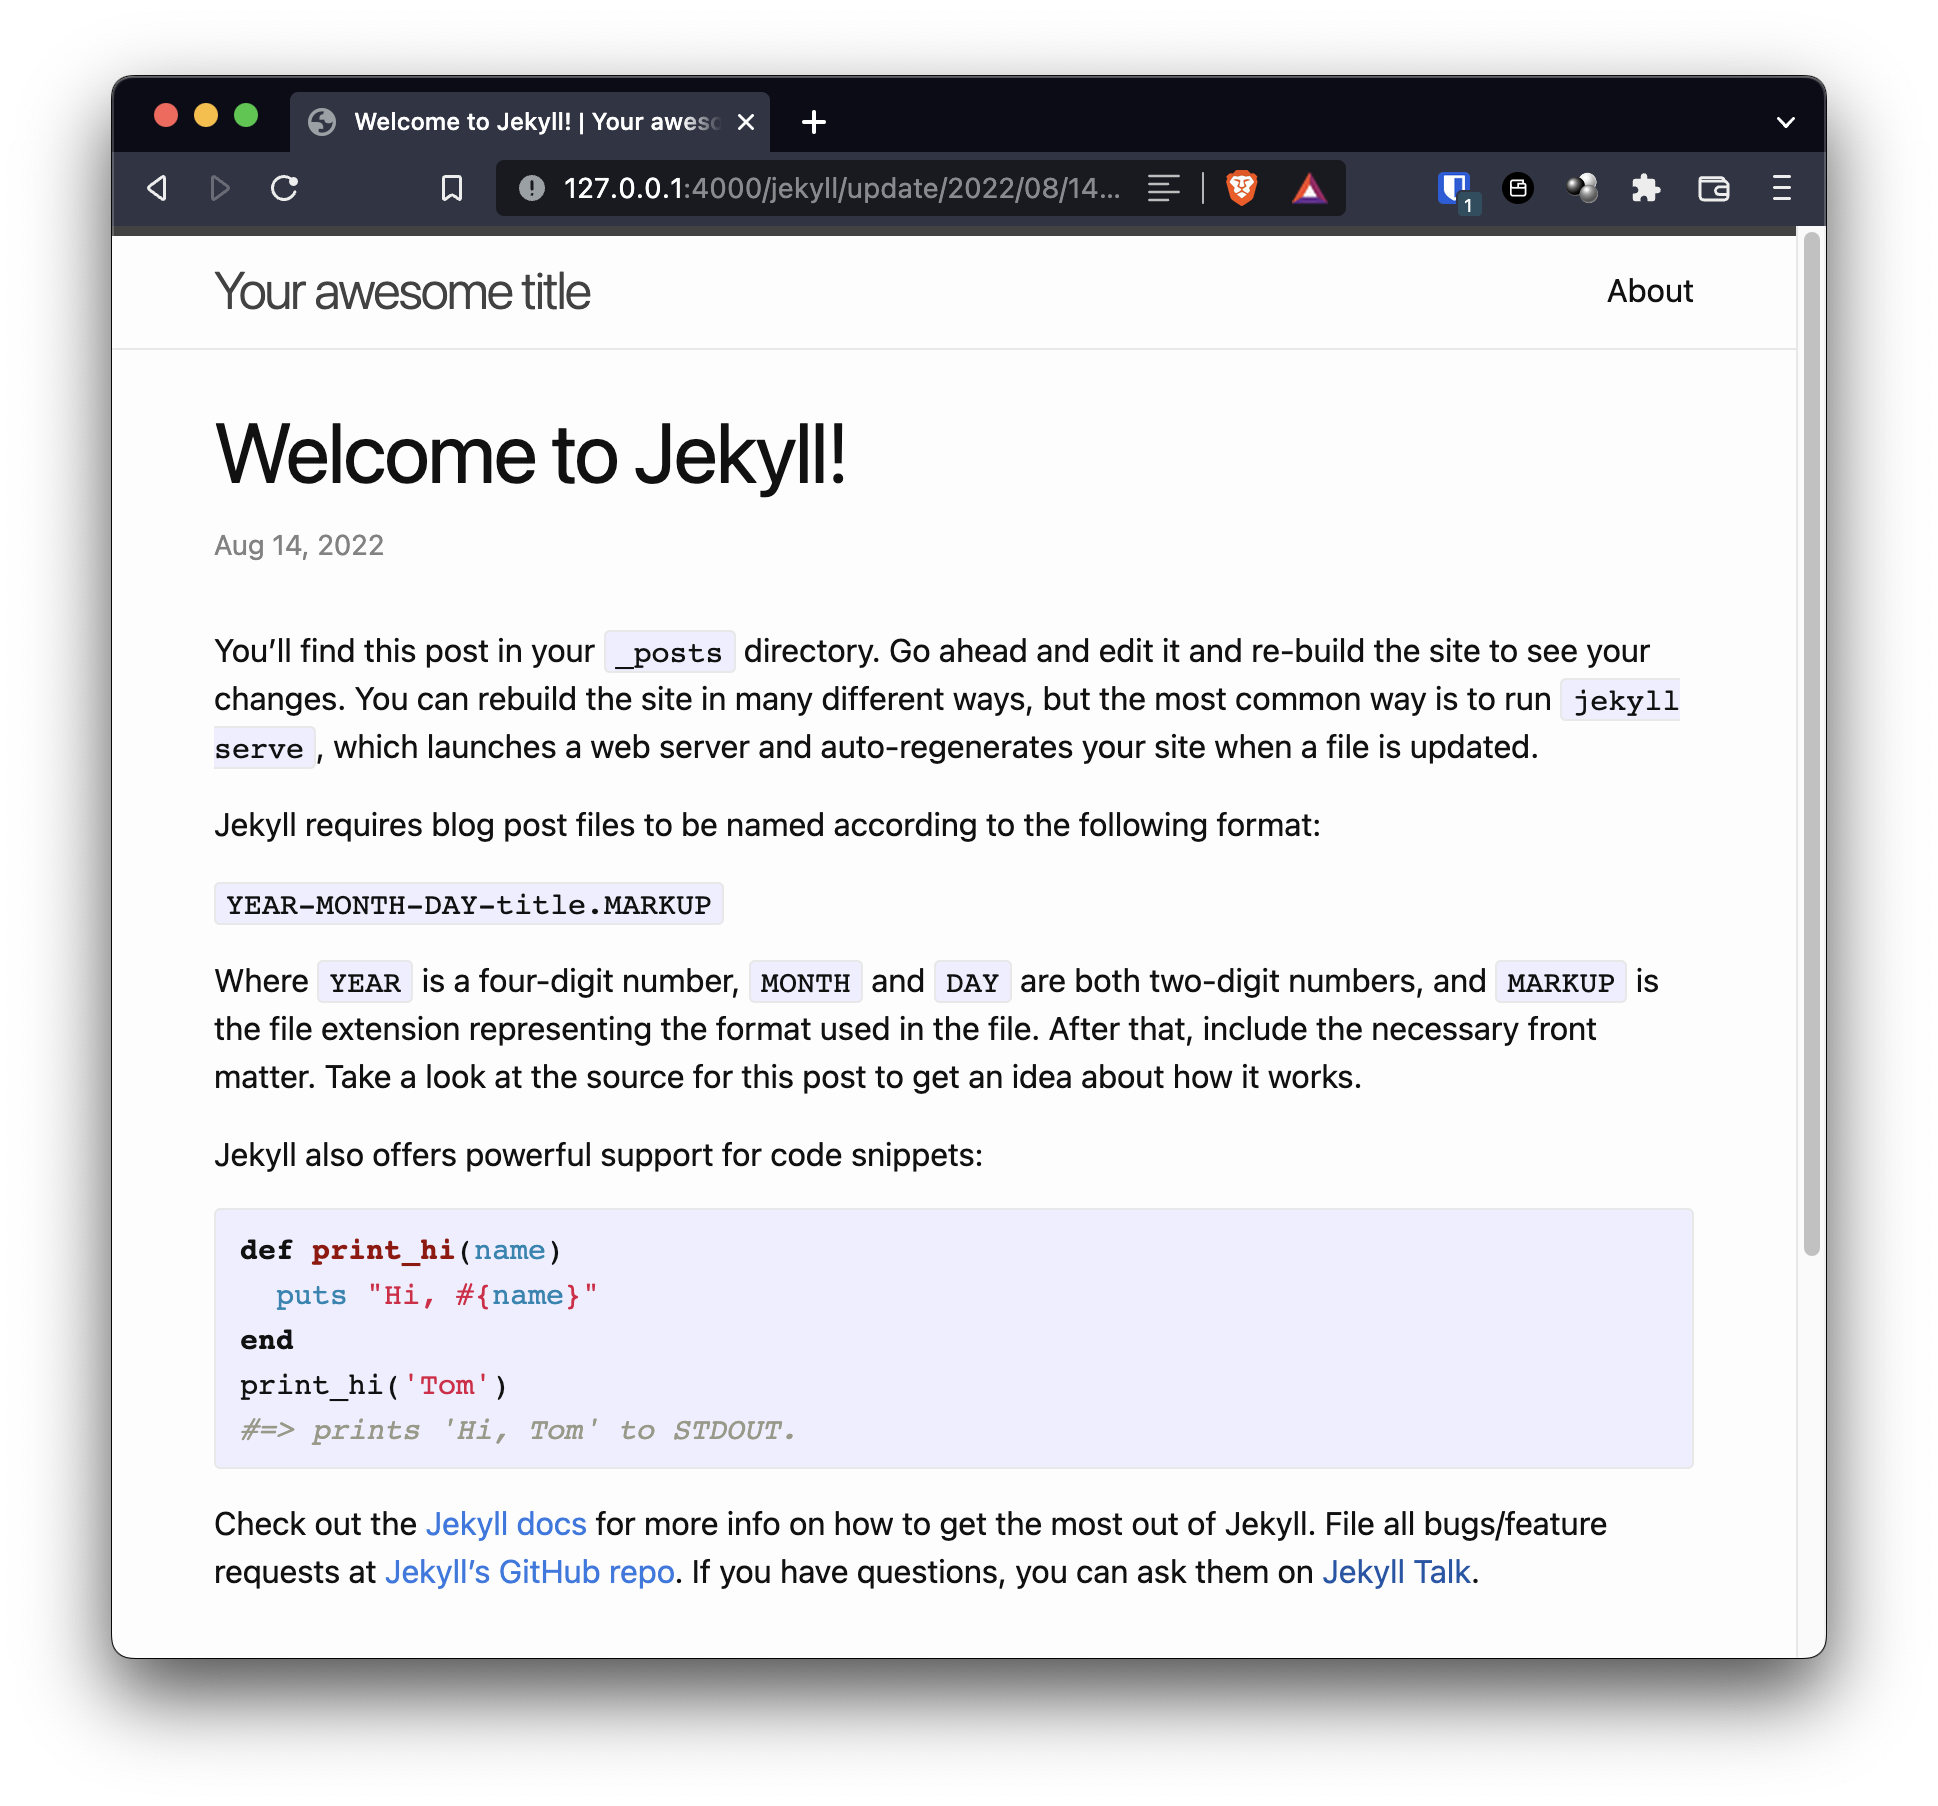 Welcome to Jekyll! | Your aweso
127.0.0.1:4000/jekyll/update/2022/08/14...
1
Your awesome title
About
Welcome to Jekyll!
Aug 14, 2022
You’ll find this post in your _posts directory. Go ahead and edit it and re-build the site to see your
changes. You can rebuild the site in many different ways, but the most common way is to run jekyll
serve, which launches a web server and auto-regenerates your site when a file is updated.
Jekyll requires blog post files to be named according to the following format:
YEAR-MONTH-DAY-title.MARKUP
Where YEAR is a four-digit number, MONTH and DAY are both two-digit numbers, and MARKUP is
the file extension representing the format used in the file. After that, include the necessary front
matter. Take a look at the source for this post to get an idea about how it works.
Jekyll also offers powerful support for code snippets:
def print_hi(name)
  puts "Hi, #{name}"
end
print_hi('Tom')
#=> prints 'Hi, Tom' to STDOUT.
Check out the Jekyll docs for more info on how to get the most out of Jekyll. File all bugs/feature
requests at Jekyll’s GitHub repo. If you have questions, you can ask them on Jekyll Talk.